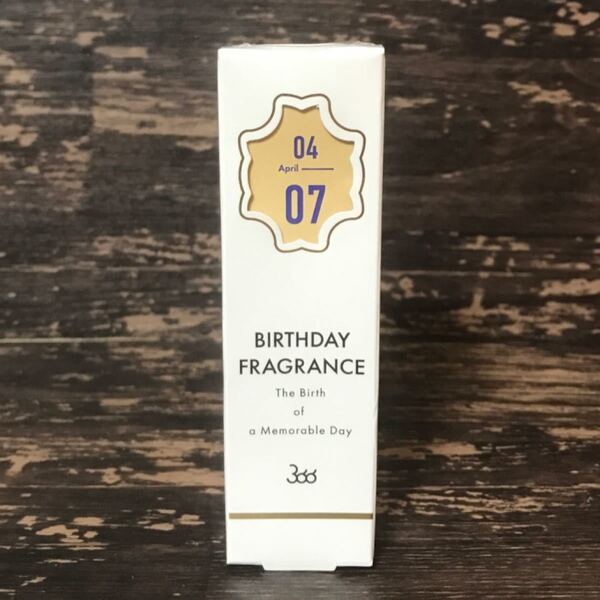 04
April
07
BIRTHDAY
FRAGRANCE
The Birth
of
a Memorable Day
366